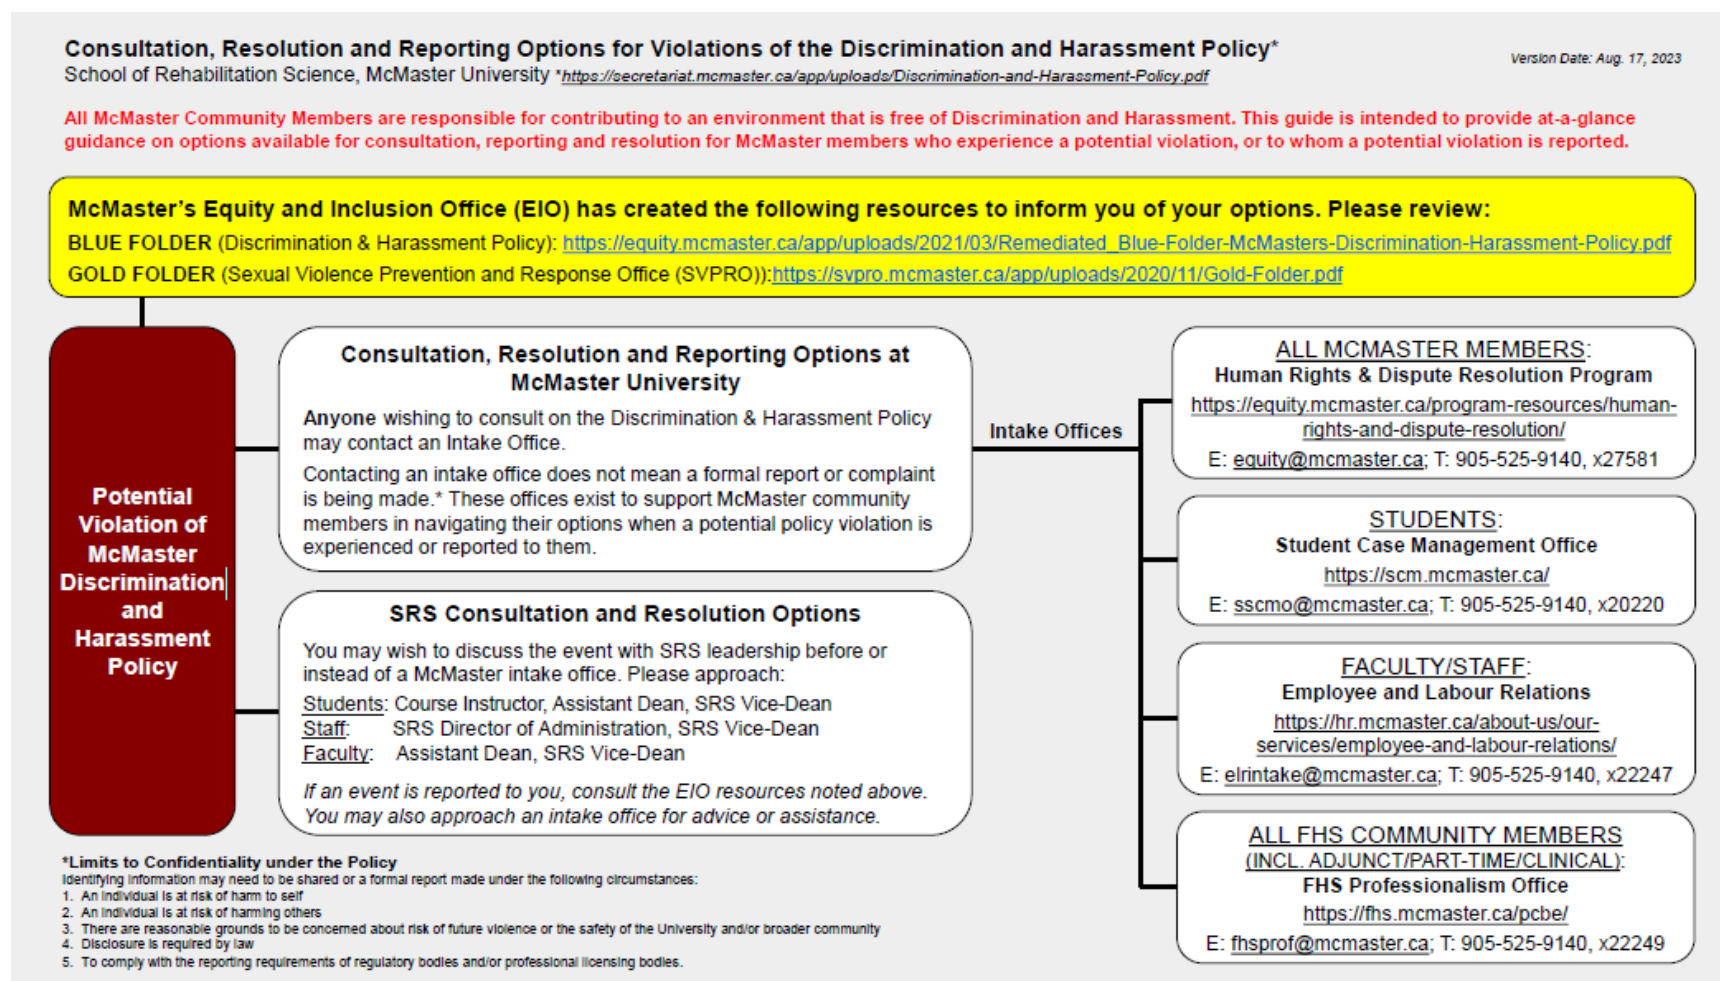 Consultation, Resolution and Reporting Options for Violations of the Discrimination and Harassment Policy*
Version Date: Aug. 17, 2023
School of Rehabilitation Science, McMaster University *https://secretariat.mcmaster.ca/app/uploads/Discrimination-and-Harassment-Policy.pdf
All McMaster Community Members are responsible for contributing to an environment that is free of Discrimination and Harassment. This guide is intended to provide at-a-glance
guidance on options available for consultation, reporting and resolution for McMaster members who experience a potential violation, or to whom a potential violation is reported.
McMaster's Equity and Inclusion Office (EIO) has created the following resources to inform you of your options. Please review:
BLUE FOLDER (Discrimination & Harassment Policy): https://equity.mcmaster.ca/app/uploads/2021/03/Remediated_Blue-Folder-McMasters-Discrimination-Harassment-Policy.pdf
GOLD FOLDER (Sexual Violence Prevention and Response Office (SVPRO)):https://svpro.mcmaster.ca/app/uploads/2020/11/Gold-Folder.pdf
Potential
Violation of
McMaster
Discrimination
and
Harassment
Policy
Consultation, Resolution and Reporting Options at
McMaster University
Anyone wishing to consult on the Discrimination & Harassment Policy
may contact an Intake Office.
Contacting an intake office does not mean a formal report or complaint
is being made.* These offices exist to support McMaster community
members in navigating their options when a potential policy violation is
experienced or reported to them.
SRS Consultation and Resolution Options
You may wish to discuss the event with SRS leadership before or
instead of a McMaster intake office. Please approach:
Students: Course Instructor, Assistant Dean, SRS Vice-Dean
Staff: SRS Director of Administration, SRS Vice-Dean
Faculty: Assistant Dean, SRS Vice-Dean
If an event is reported to you, consult the EIO resources noted above.
You may also approach an intake office for advice or assistance.
Intake Offices
ALL MCMASTER MEMBERS:
Human Rights & Dispute Resolution Program
https://equity.mcmaster.ca/program-resources/human-
rights-and-dispute-resolution/
E: equity@mcmaster.ca; T: 905-525-9140, x27581
STUDENTS:
Student Case Management Office
https://scm.mcmaster.ca/
E: sscmo@mcmaster.ca; T: 905-525-9140, x20220
FACULTY/STAFF:
Employee and Labour Relations
https://hr.mcmaster.ca/about-us/our-
services/employee-and-labour-relations/
E: elrintake@mcmaster.ca; T: 905-525-9140, x22247
ALL FHS COMMUNITY MEMBERS
(INCL. ADJUNCT/PART-TIME/CLINICAL):
FHS Professionalism Office
https://fhs.mcmaster.ca/pcbe/
E: fhsprof@mcmaster.ca; T: 905-525-9140, x22249
*Limits to Confidentiality under the Policy
Identifying information may need to be shared or a formal report made under the following circumstances:
1. An individual is at risk of harm to self
2. An individual is at risk of harming others
3. There are reasonable grounds to be concerned about risk of future violence or the safety of the University and/or broader community
4. Disclosure is required by law
5. To comply with the reporting requirements of regulatory bodies and/or professional licensing bodies.